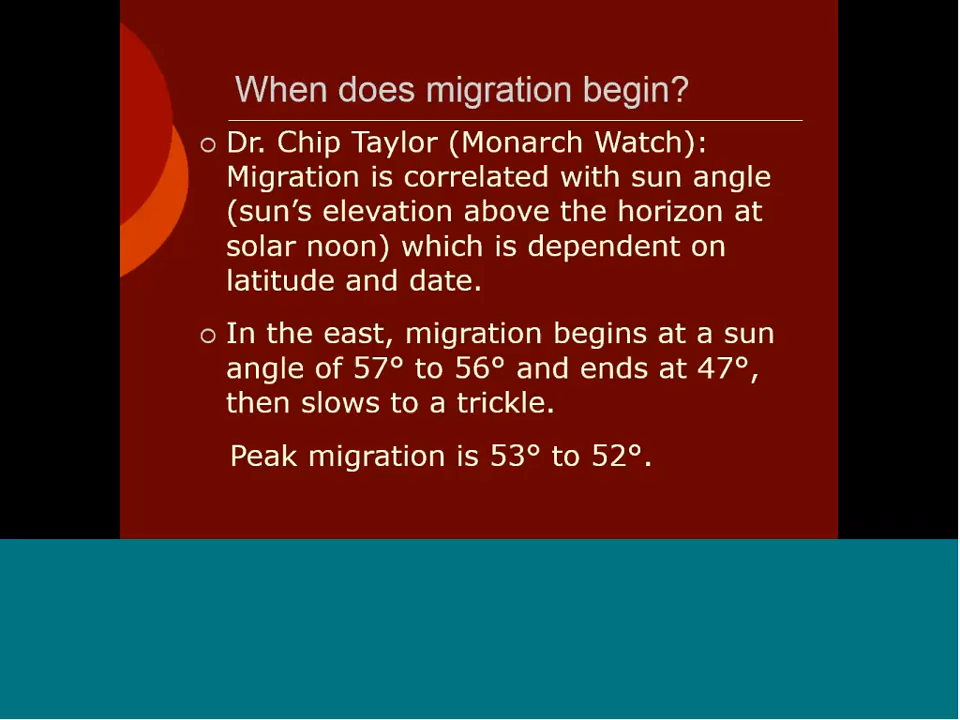 When does migration begin?
Dr. Chip Taylor (Monarch Watch):
Migration is correlated with sun angle
(sun’s elevation above the horizon at
solar noon) which is dependent on
latitude and date.
In the east, migration begins at a sun
angle of 57° to 56° and ends at 47°,
then slows to a trickle.
Peak migration is 53° to 52°.